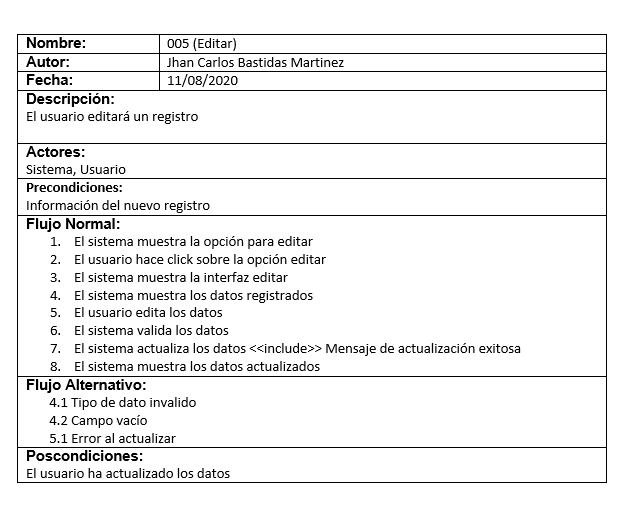 Nombre: 005 (Editar)
Autor: Jhan Carlos Bastidas Martinez
Fecha: 11/08/2020
Descripción:
El usuario editará un registro
Actores:
Sistema, Usuario
Precondiciones:
Información del nuevo registro
Flujo Normal:
1. El sistema muestra la opción para editar
2. El usuario hace click sobre la opción editar
3. El sistema muestra la interfaz editar
4. El sistema muestra los datos registrados
5. El usuario edita los datos
6. El sistema valida los datos
7. El sistema actualiza los datos <<include>> Mensaje de actualización exitosa
8. El sistema muestra los datos actualizados
Flujo Alternativo:
4.1 Tipo de dato invalido
4.2 Campo vacío
5.1 Error al actualizar
Poscondiciones:
El usuario ha actualizado los datos